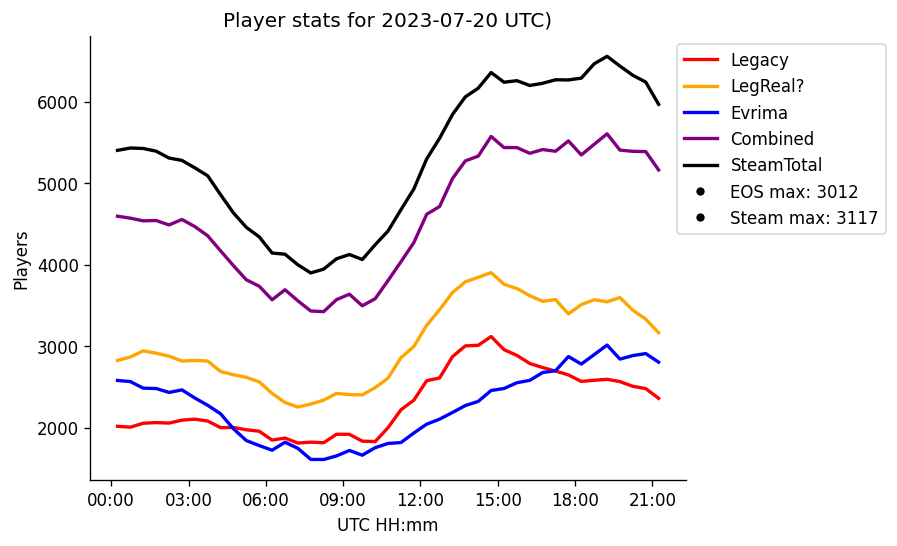 Player stats for 2023-07-20 UTC)
Legacy
LegReal?
Evrima
Combined
SteamTotal
EOS max: 3012
Steam max: 3117
Players
6000
5000
4000
3000
2000
00:00 03:00 06:00 09:00 12:00 15:00 18:00 21:00
UTC HH:mm